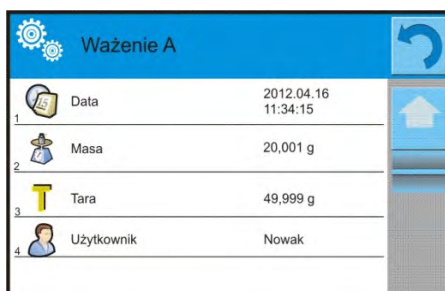 Ważenie A
1 Data 2012.04.16
11:34:15
2 Masa 20,001 g
3 Tara 49,999 g
4 Użytkownik Nowak